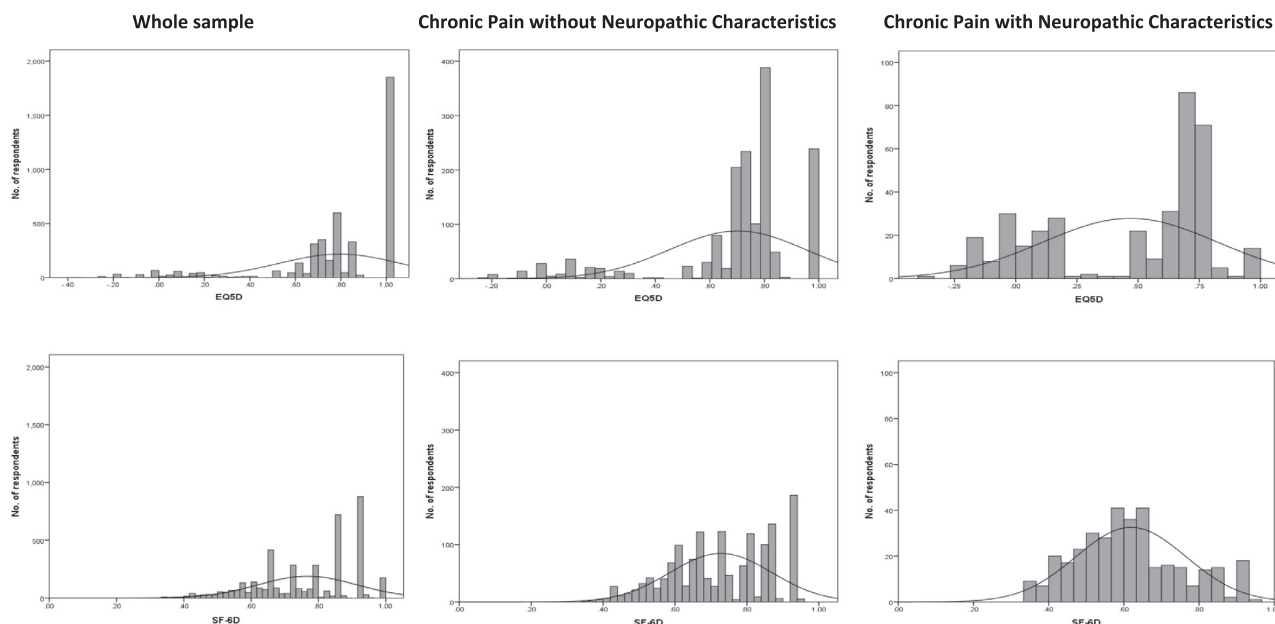 Whole sample
Chronic Pain without Neuropathic Characteristics
Chronic Pain with Neuropathic Characteristics
No. of respondents
2,000
1,500
1,000
500
0
-.40 -.20 .00 .20 .40 .60 .80 1.00
EQ5D
No. of respondents
400
300
200
100
0
-.20 .00 .20 .40 .60 .80 1.00
EQ5D
No. of respondents
100
80
60
40
20
0
-.25 .00 .25 .50 .75 1.00
EQ5D
No. of respondents
2,000
1,500
1,000
500
0
.00 .20 .40 .60 .80 1.00
SF-6D
No. of respondents
400
300
200
100
0
.00 .20 .40 .60 .80 1.00
SF-6D
No. of respondents
100
80
60
40
20
0
.00 .20 .40 .60 .80 1.0
SF-6D